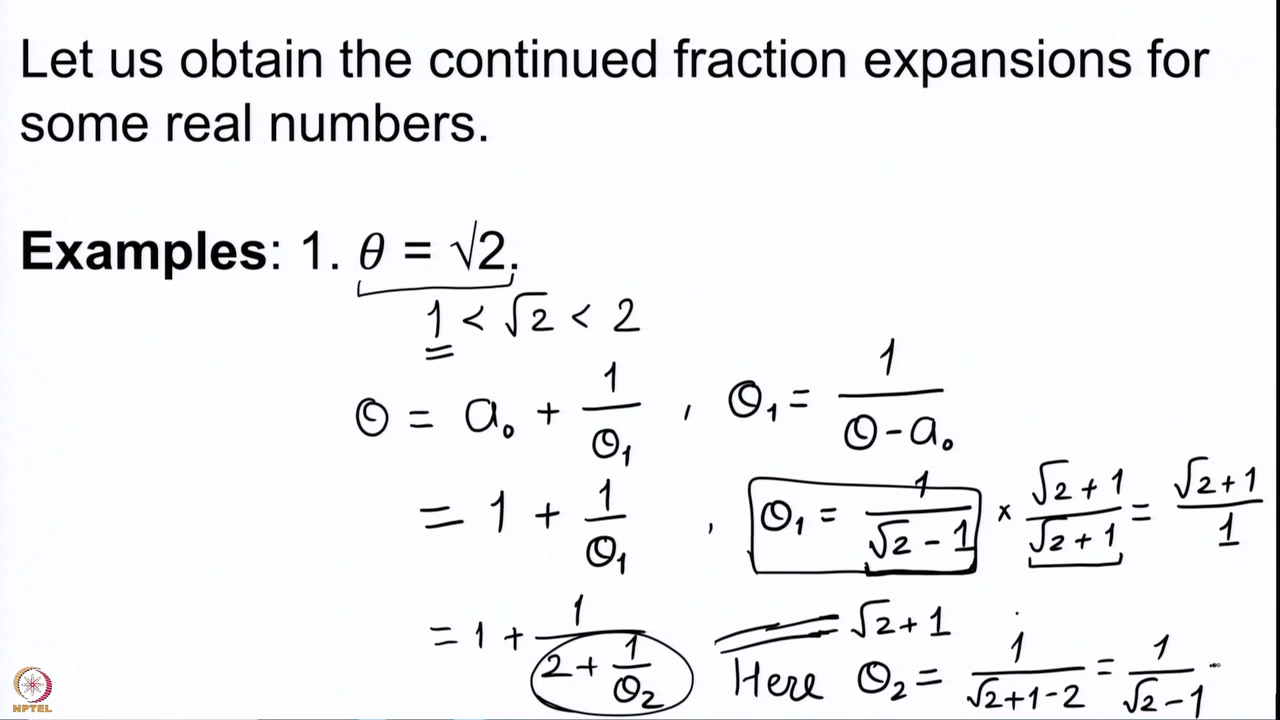 Let us obtain the continued fraction expansions for
some real numbers.
Examples: 1. θ = √2.
1 < √2 < 2
θ = a₀ + 1/θ₁ , θ₁ = 1/(θ - a₀)
= 1 + 1/θ₁ , θ₁ = 1/(√2 - 1) × (√2 + 1)/(√2 + 1) = (√2 + 1)/1
= √2 + 1
= 1 + 1/(2 + 1/θ₂) Here θ₂ = 1/(√2+1-2) = 1/(√2-1)
NPTEL